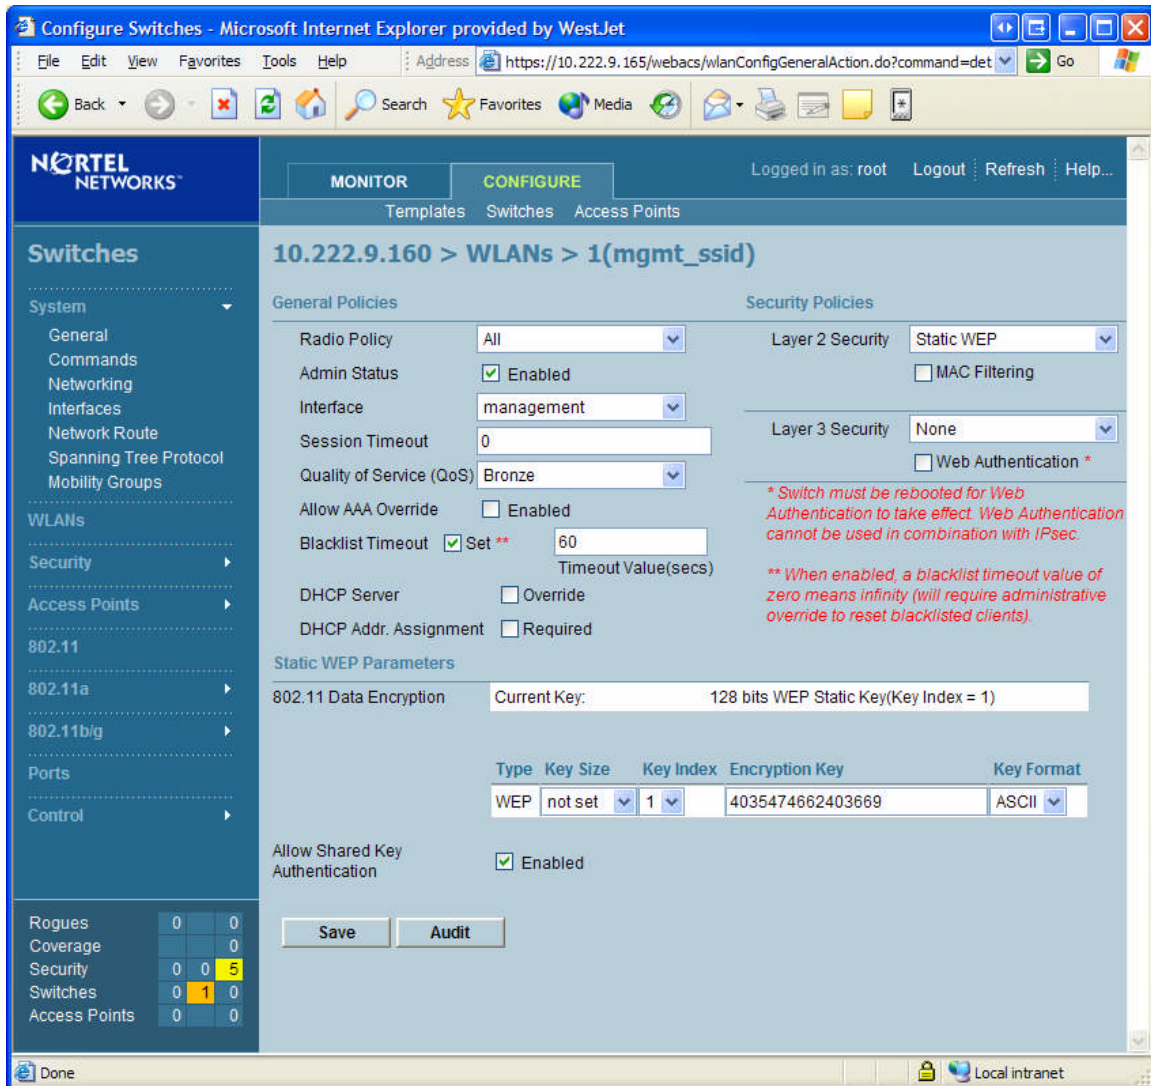 Configure Switches - Microsoft Internet Explorer provided by WestJet
File Edit View Favorites Tools Help Address https://10.222.9.165/webacs/wlanConfigGeneralAction.do?command=det Go
Back Search Favorites Media
NORTEL
NETWORKS™
MONITOR CONFIGURE Logged in as: root Logout Refresh Help...
Templates Switches Access Points
Switches
System
General
Commands
Networking
Interfaces
Network Route
Spanning Tree Protocol
Mobility Groups
WLANs
Security
Access Points
802.11
802.11a
802.11b/g
Ports
Control
Rogues 0 0
Coverage 0
Security 0 0 5
Switches 0 1 0
Access Points 0 0
10.222.9.160 > WLANs > 1(mgmt_ssid)
General Policies
Radio Policy All
Admin Status Enabled
Interface management
Session Timeout 0
Quality of Service (QoS) Bronze
Allow AAA Override Enabled
Blacklist Timeout Set ** 60
Timeout Value(secs)
DHCP Server Override
DHCP Addr. Assignment Required
Security Policies
Layer 2 Security Static WEP
MAC Filtering
Layer 3 Security None
Web Authentication *
* Switch must be rebooted for Web
Authentication to take effect. Web Authentication
cannot be used in combination with IPsec.
** When enabled, a blacklist timeout value of
zero means infinity (will require administrative
override to reset blacklisted clients).
Static WEP Parameters
802.11 Data Encryption Current Key: 128 bits WEP Static Key(Key Index = 1)
Type Key Size Key Index Encryption Key Key Format
WEP not set 1 4035474662403669 ASCII
Allow Shared Key
Authentication
Enabled
Save Audit
Done Local intranet